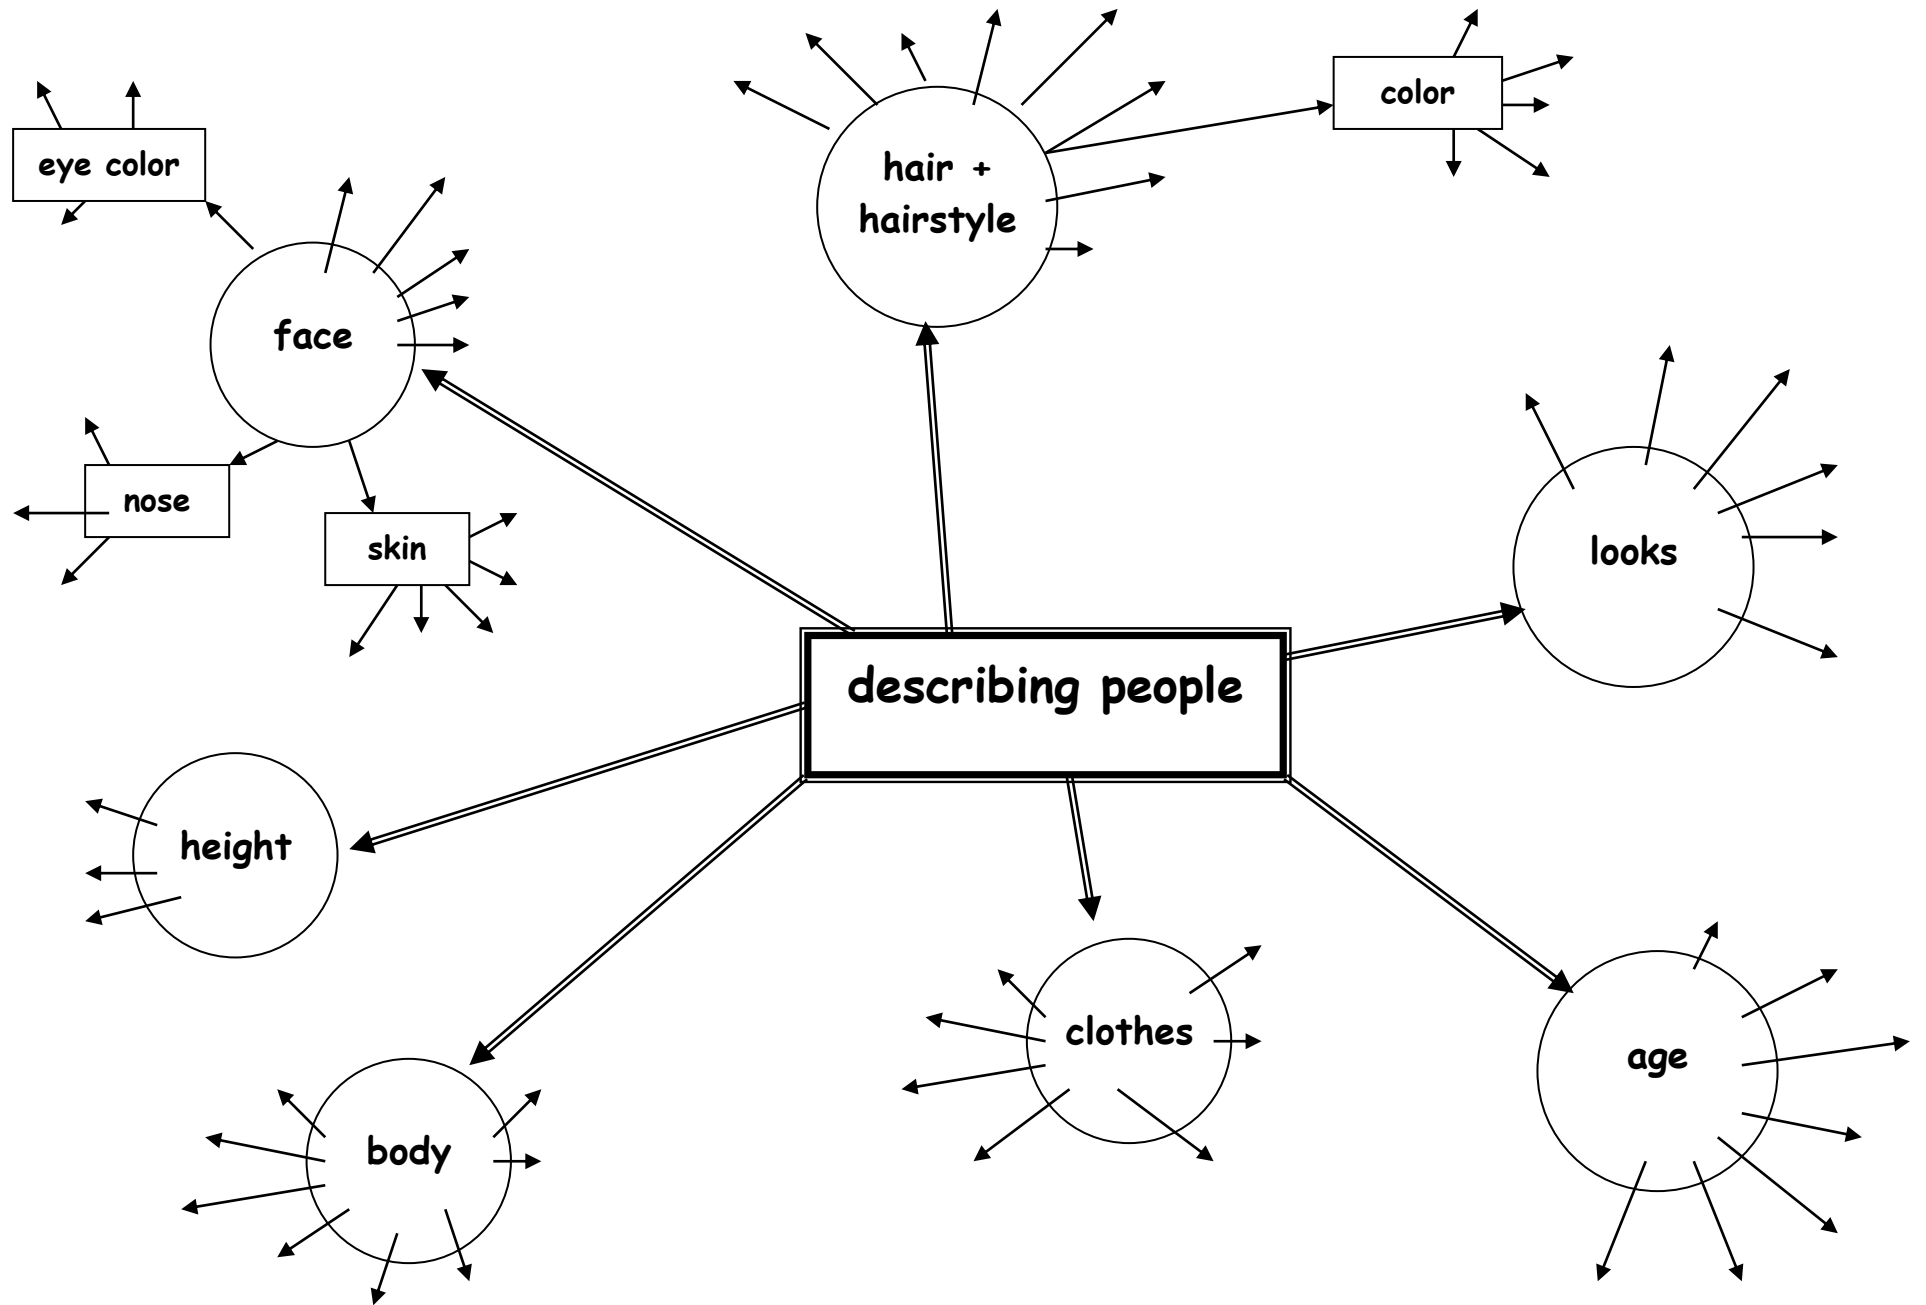 color
eye color
hair +
hairstyle
face
nose
skin
looks
describing people
height
clothes
age
body